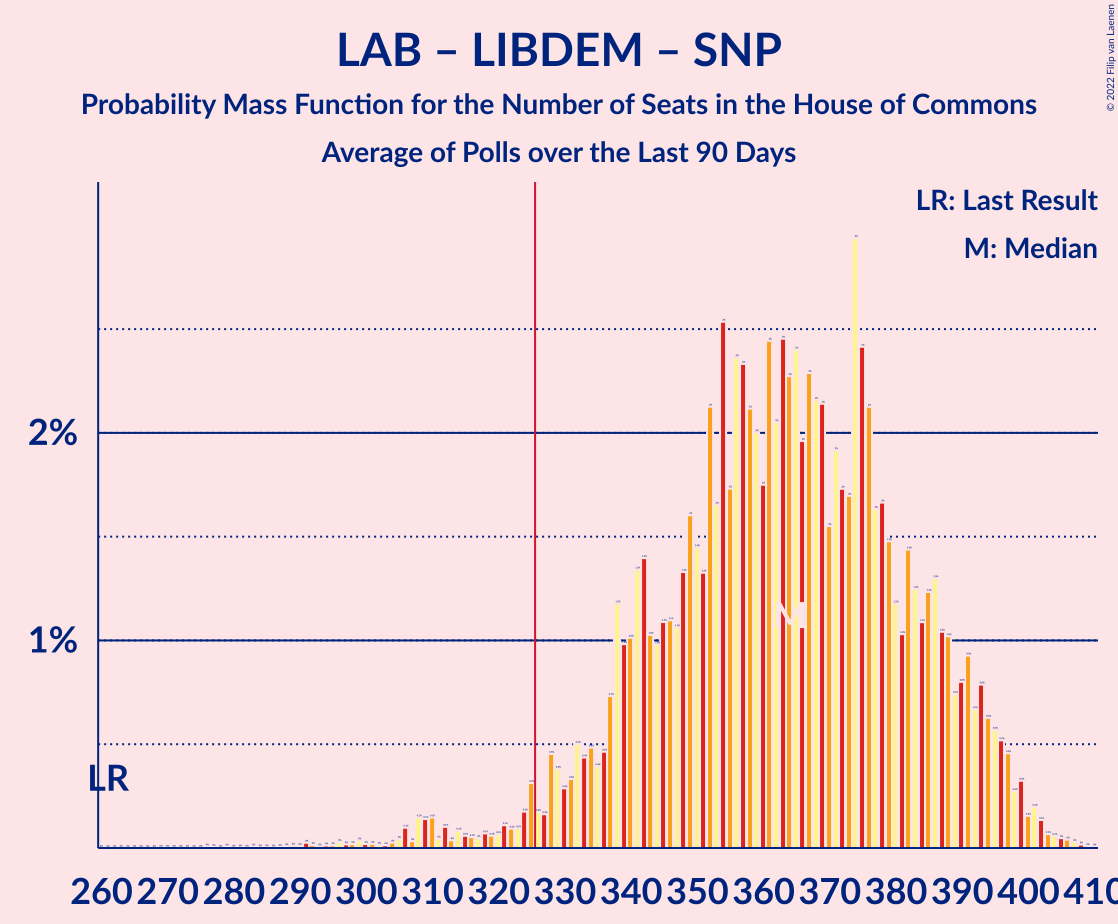 LAB – LIBDEM – SNP
Probability Mass Function for the Number of Seats in the House of Commons
Average of Polls over the Last 90 Days
© 2022 Filip van Laenen
LR: Last Result
M: Median
2%
1%
LR
M
260 270 280 290 300 310 320 330 340 350 360 370 380 390 400 410